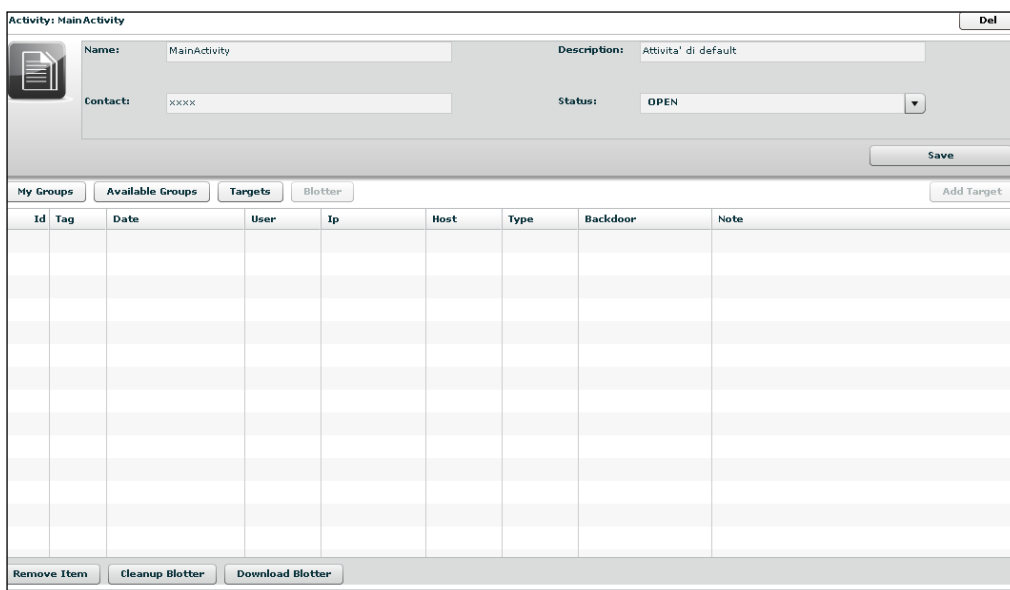 Activity: MainActivity
Del
Name: MainActivity
Description: Attivita' di default
Contact: xxxx
Status: OPEN
Save
My Groups Available Groups Targets Blotter
Add Target
Id Tag Date User Ip Host Type Backdoor Note
Remove Item Cleanup Blotter Download Blotter